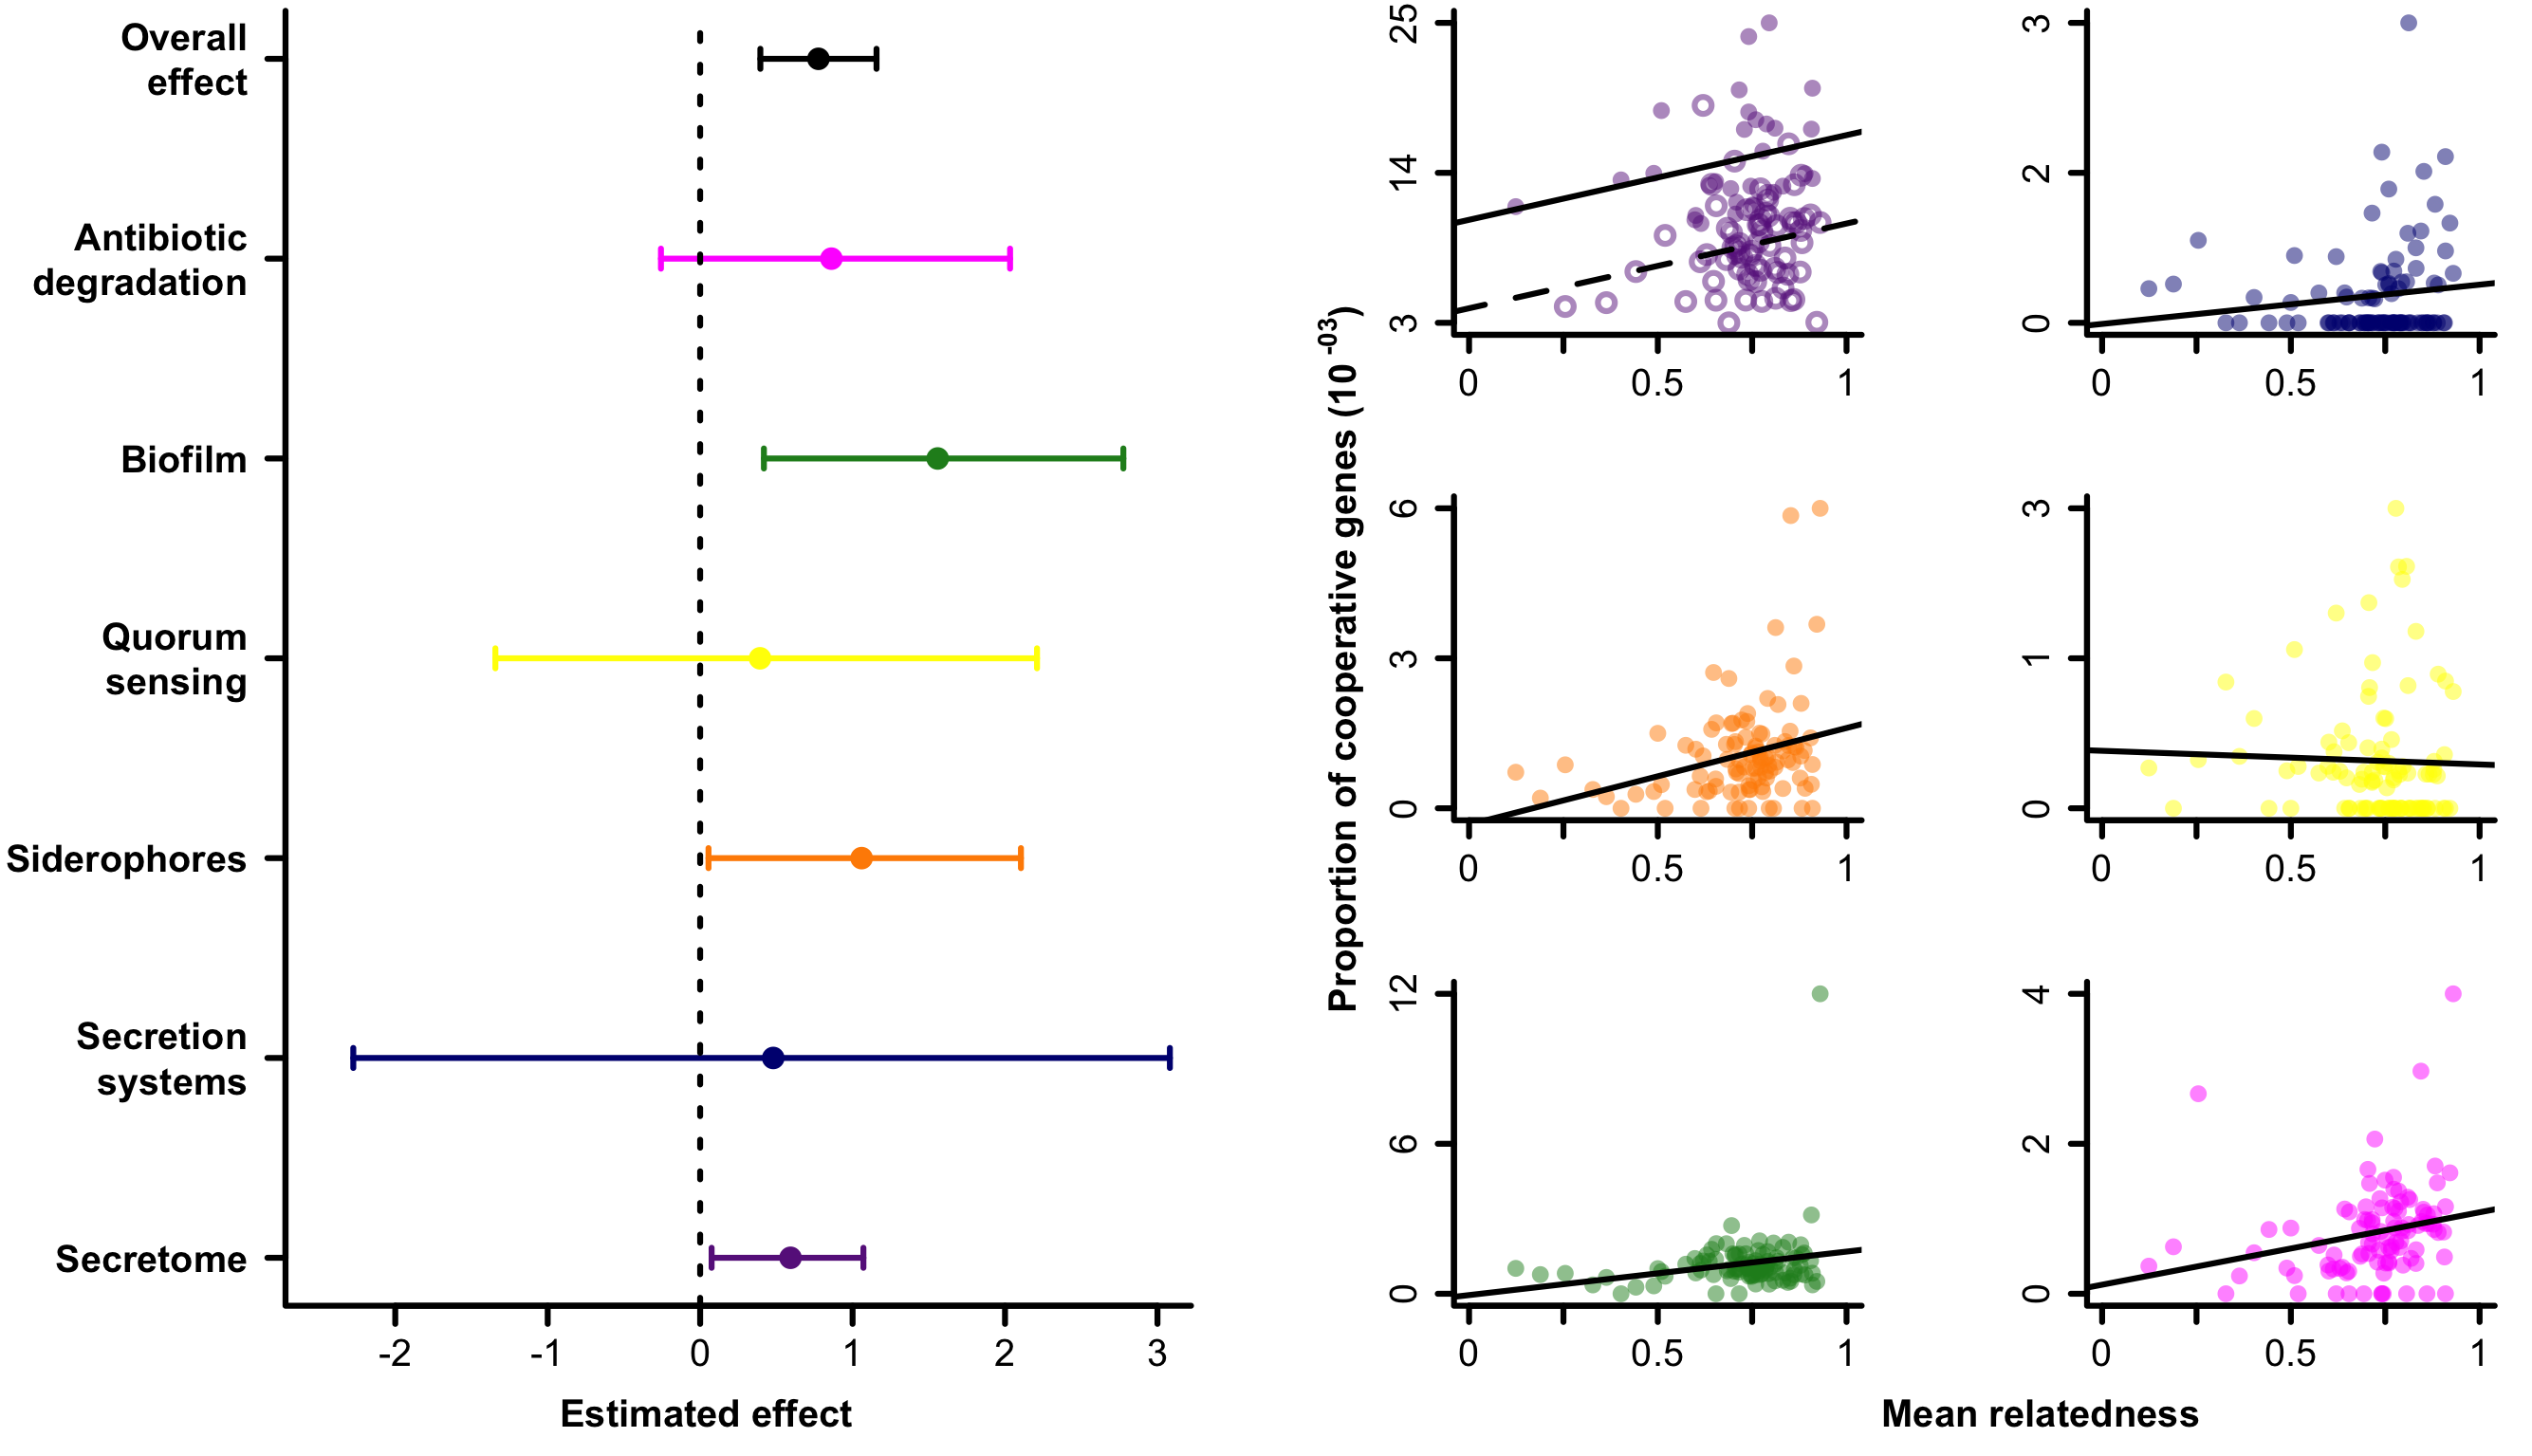 Overall
effect
Antibiotic
degradation
Biofilm
Quorum
sensing
Siderophores
Secretion
systems
Secretome
-2 -1 0 1 2 3
Estimated effect
Proportion of cooperative genes (10 -03)
25
14
3
0 0.5 1
3
2
0
0 0.5 1
6
3
0
0 0.5 1
3
1
0
0 0.5 1
12
6
0
0 0.5 1
4
2
0
0 0.5 1
Mean relatedness